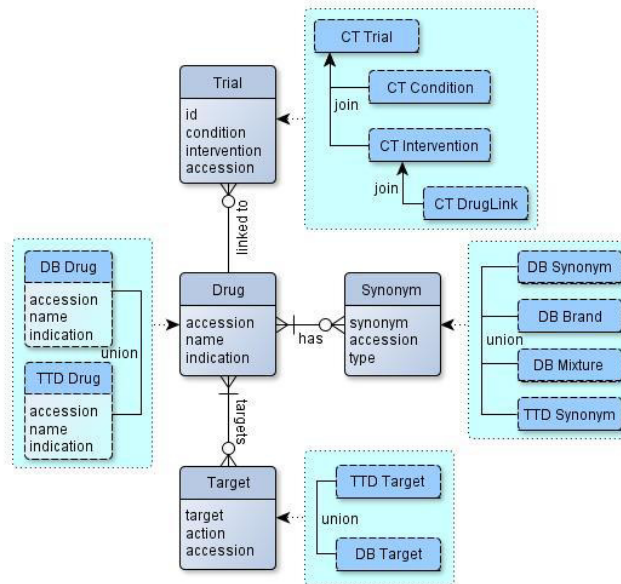 CT Trial
join
CT Condition
CT Intervention
join
CT DrugLink
Trial
id
condition
intervention
accession
linked to
DB Drug
accession
name
indication
union
TTD Drug
accession
name
indication
Drug
accession
name
indication
has
Synonym
synonym
accession
type
DB Synonym
DB Brand
union
DB Mixture
TTD Synonym
targets
Target
target
action
accession
TTD Target
union
DB Target